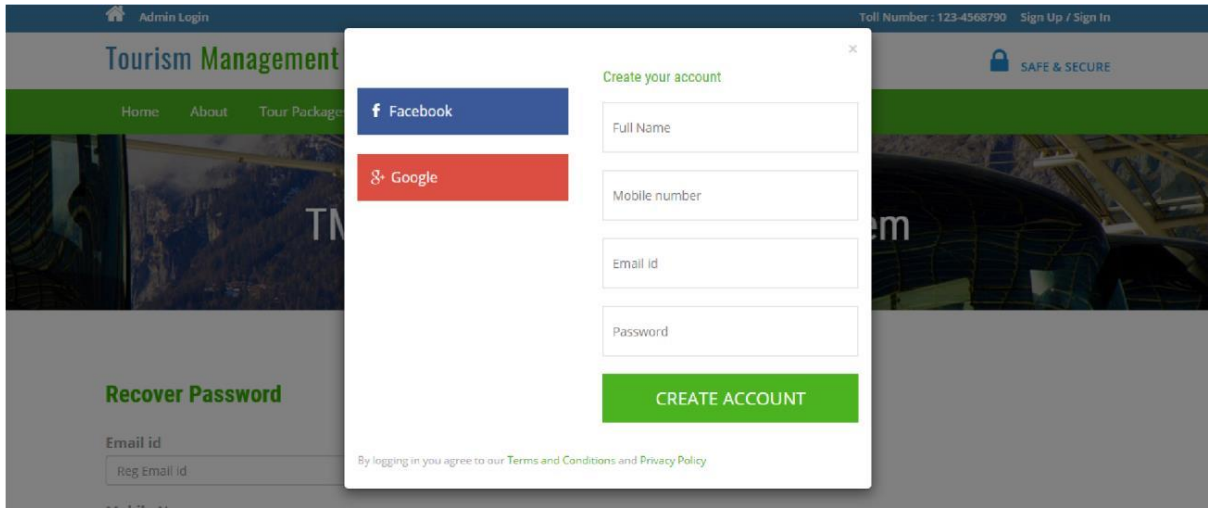 Admin Login
Toll Number : 123-4568790 Sign Up / Sign In
Tourism Management
SAFE & SECURE
Home About Tour Package
×
Create your account
Facebook
Google
Full Name
Mobile number
Email id
Password
CREATE ACCOUNT
By logging in you agree to our Terms and Conditions and Privacy Policy
Recover Password
Email id
Reg Email id